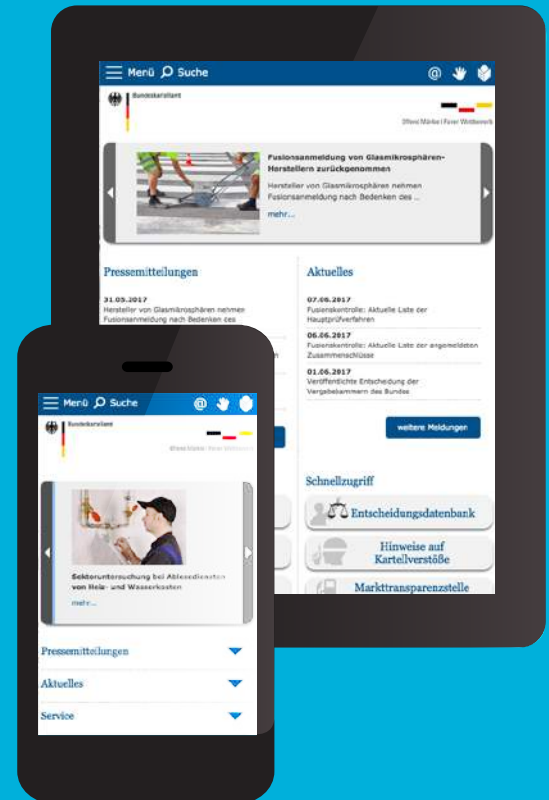 Menü Suche
@
Bundeskartellamt
Offene Märkte | Fairer Wettbewerb
Fusionsanmeldung von Glasmikrosphären-
Herstellern zurückgenommen
Hersteller von Glasmikrosphären nehmen
Fusionsanmeldung nach Bedenken des ...
mehr...
Pressemitteilungen
31.05.2017
Hersteller von Glasmikrosphären nehmen
Fusionsanmeldung nach Bedenken des
Aktuelles
07.06.2017
Fusionskontrolle: Aktuelle Liste der
Hauptprüfverfahren
06.06.2017
Fusionskontrolle: Aktuelle Liste der angemeldeten
Zusammenschlüsse
01.06.2017
Veröffentlichte Entscheidung der
Vergabekammern des Bundes
weitere Meldungen
Schnellzugriff
Entscheidungsdatenbank
Hinweise auf
Kartellverstöße
Markttransparenzstelle
Menü Suche
@
Bundeskartellamt
Sektoruntersuchung bei Ablesediensten
von Heiz- und Wasserkosten
mehr...
Pressemitteilungen
Aktuelles
Service